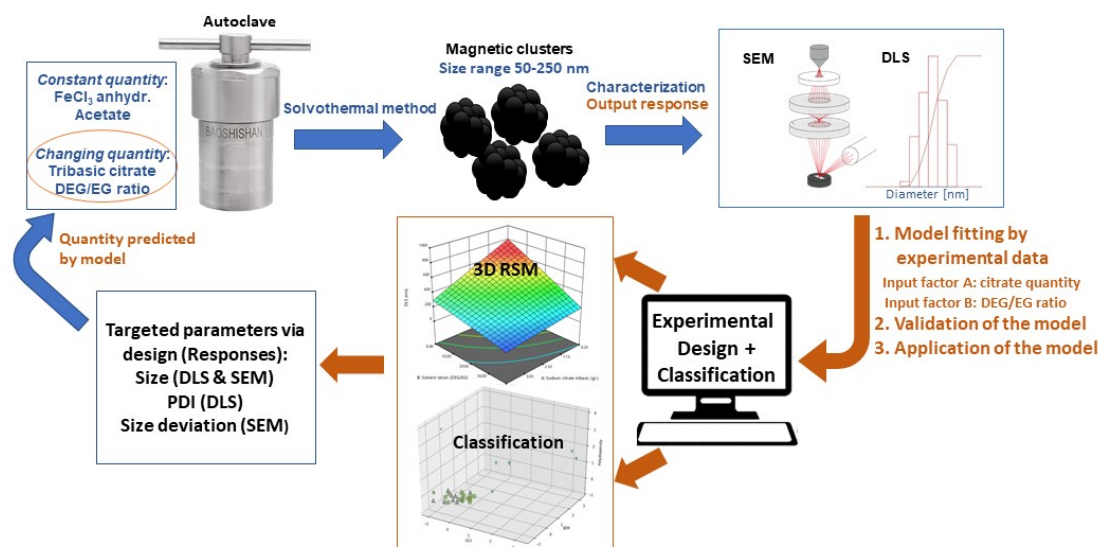 Autoclave
Constant quantity:
FeCl3 anhydr.
Acetate
Changing quantity:
Tribasic citrate
DEG/EG ratio
BAOSHISHAN
Solvothermal method
Magnetic clusters
Size range 50-250 nm
Characterization
Output response
SEM
DLS
Diameter [nm]
Quantity predicted
by model
1. Model fitting by
experimental data
Input factor A: citrate quantity
Input factor B: DEG/EG ratio
2. Validation of the model
3. Application of the model
3D RSM
Experimental
Design +
Classification
Targeted parameters via
design (Responses):
Size (DLS & SEM)
PDI (DLS)
Size deviation (SEM)
Classification